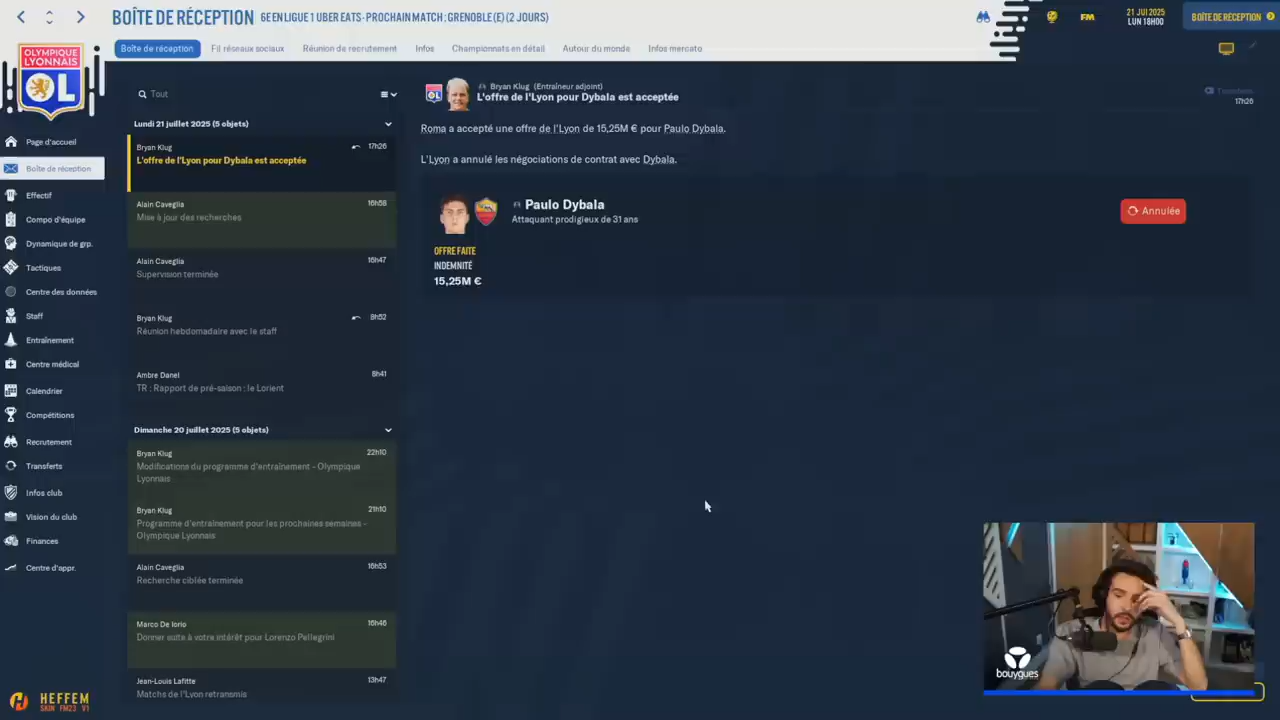 BOÎTE DE RÉCEPTION
6E EN LIGUE 1 UBER EATS - PROCHAIN MATCH : GRENOBLE (E) (2 JOURS)
FM
21 JUI 2025
LUN 18H00
BOÎTE DE RÉCEPTION
Boîte de réception
Fil réseaux sociaux
Réunion de recrutement
Infos
Championnats en détail
Autour du monde
Infos mercato
OLYMPIQUE
LYONNAIS
OL
Page d'accueil
Boîte de réception
Effectif
Compo d'équipe
Dynamique de grp.
Tactiques
Centre des données
Staff
Entraînement
Centre médical
Calendrier
Compétitions
Recrutement
Transferts
Infos club
Vision du club
Finances
Centre d'appr.
HEFFEM
SKIN FM23 V1
Tout
Lundi 21 juillet 2025 (5 objets)
Bryan Klug 17h26
L'offre de l'Lyon pour Dybala est acceptée
Alain Caveglia 16h58
Mise à jour des recherches
Alain Caveglia 16h47
Supervision terminée
Bryan Klug 8h52
Réunion hebdomadaire avec le staff
Ambre Danel 8h41
TR : Rapport de pré-saison : le Lorient
Dimanche 20 juillet 2025 (5 objets)
Bryan Klug 22h10
Modifications du programme d'entraînement - Olympique
Lyonnais
Bryan Klug 21h10
Programme d'entraînement pour les prochaines semaines -
Olympique Lyonnais
Alain Caveglia 16h53
Recherche ciblée terminée
Marco De Iorio 16h46
Donner suite à votre intérêt pour Lorenzo Pellegrini
Jean-Louis Lafitte 13h47
Matchs de l'Lyon retransmis
Bryan Klug (Entraîneur adjoint)
L'offre de l'Lyon pour Dybala est acceptée
Transferts
17h26
Roma a accepté une offre de l'Lyon de 15,25M € pour Paulo Dybala.
L'Lyon a annulé les négociations de contrat avec Dybala.
Paulo Dybala
Attaquant prodigieux de 31 ans
Annulée
OFFRE FAITE
INDEMNITÉ
15,25M €
bouygues